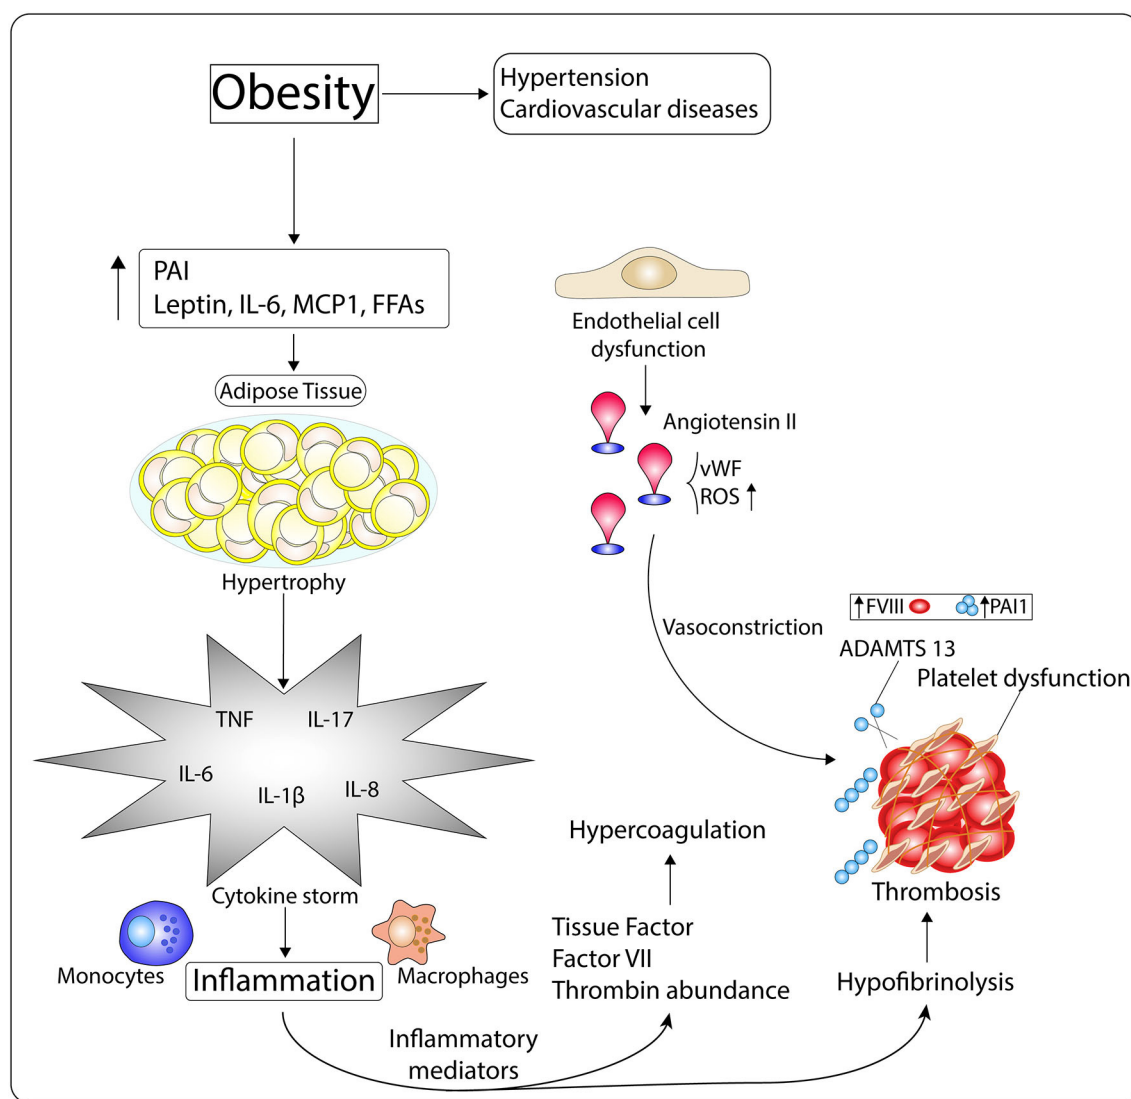 Obesity
Hypertension
Cardiovascular diseases
PAI
Leptin, IL-6, MCP1, FFAs
Adipose Tissue
Hypertrophy
TNF
IL-17
IL-6
IL-1β
IL-8
Cytokine storm
Monocytes
Inflammation
Macrophages
Inflammatory
mediators
Endothelial cell
dysfunction
Angiotensin II
vWF
ROS
Vasoconstriction
Hypercoagulation
Tissue Factor
Factor VII
Thrombin abundance
FVIII
PAI1
ADAMTS 13
Platelet dysfunction
Thrombosis
Hypofibrinolysis